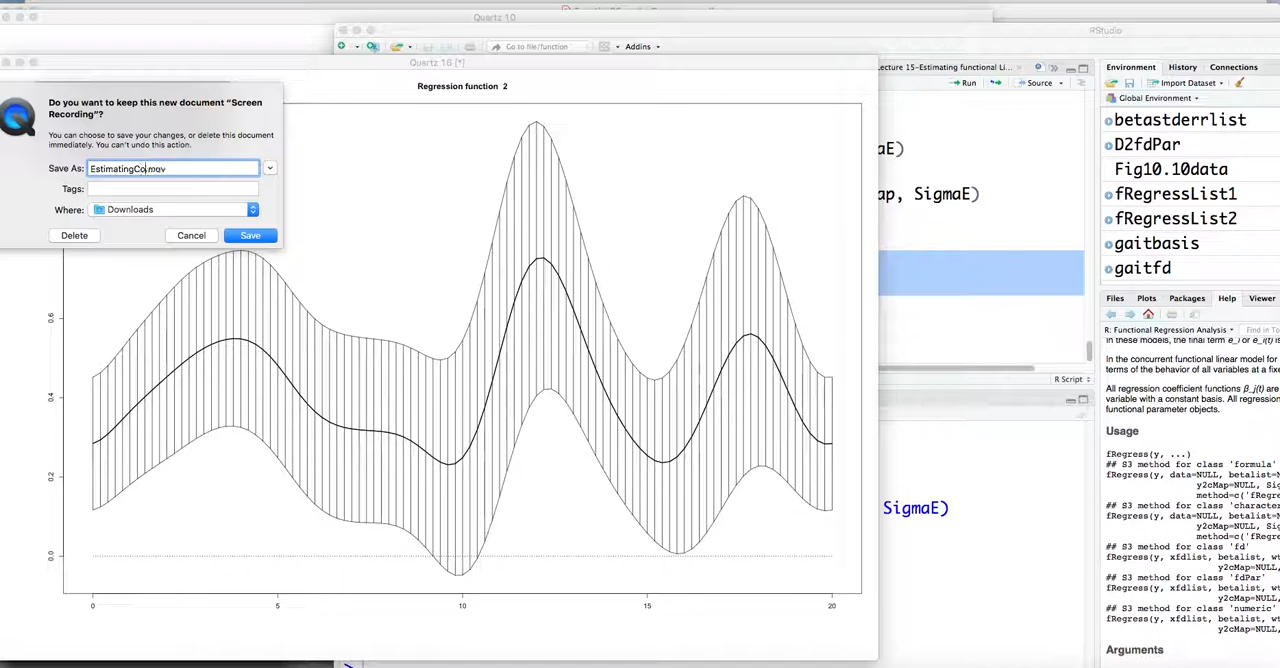 Quartz 10
RStudio
Go to file/function
Addins
Quartz 16 [*]
Lecture 15-Estimating functional Li...
Environment History Connections
Run
Source
Import Dataset
Global Environment
Regression function 2
Do you want to keep this new document “Screen
Recording”?
You can choose to save your changes, or delete this document
immediately. You can't undo this action.
Save As: EstimatingCo.mov
Tags:
Where: Downloads
Delete Cancel Save
aE)
ap, SigmaE)
betastderrlist
D2fdPar
Fig10.10data
fRegressList1
fRegressList2
gaitbasis
gaitfd
Files Plots Packages Help Viewer
R: Functional Regression Analysis
Find in To
In these models, the final term e_i or e_i(t) is
In the concurrent functional linear model for
terms of the behavior of all variables at a fixe
All regression coefficient functions β_j(t) are
variable with a constant basis. All regression
functional parameter objects.
R Script
Usage
fRegress(y, ...)
## S3 method for class 'formula'
fRegress(y, data=NULL, betalist=N
y2cMap=NULL, Sig
method=c('fRegre
## S3 method for class 'charact
fRegress(y, data=NULL, betalist=N
y2cMap=NULL, Sig
method=c('fRegre
## S3 method for class 'fd'
fRegress(y, xfdlist, betalist, wt
y2cMap=NULL,
## S3 method for class 'fdPar'
fRegress(y, xfdlist, betalist, wt
y2cMap=NULL,
## S3 method for class 'numeric'
fRegress(y, xfdlist, betalist, wt
y2cMap=NULL,
Arguments
SigmaE)
0.6
0.4
0.2
0.0
0 5 10 15 20
>